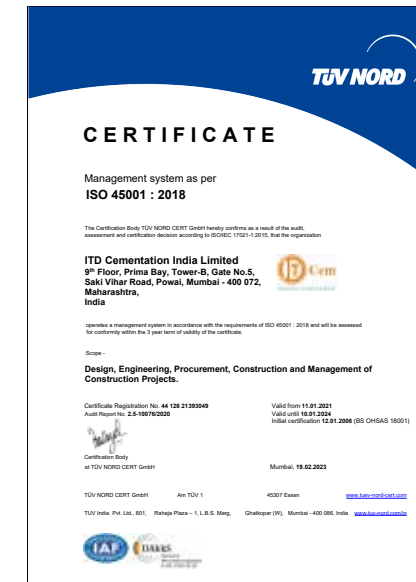 TÜV NORD
CERTIFICATE
Management system as per
ISO 45001 : 2018
The Certification Body TÜV NORD CERT GmbH hereby confirms as a result of the audit,
assessment and certification decision according to ISO/IEC 17021-1:2015, that the organization
ITD Cementation India Limited
9th Floor, Prima Bay, Tower-B, Gate No.5,
Saki Vihar Road, Powai, Mumbai - 400 072,
Maharashtra,
India
ITD Cem
operates a management system in accordance with the requirements of ISO 45001 : 2018 and will be assessed
for conformity within the 3 year term of validity of the certificate.
Scope -
Design, Engineering, Procurement, Construction and Management of
Construction Projects.
Certificate Registration No. 44 126 21393049
Audit Report No. 2.5-10076/2020
Valid from 11.01.2021
Valid until 10.01.2024
Initial certification 12.01.2006 (BS OHSAS 18001)
Certification Body
at TÜV NORD CERT GmbH
Mumbai, 19.02.2023
TÜV NORD CERT GmbH Am TÜV 1 45307 Essen www.tuev-nord-cert.com
TUV India Pvt. Ltd., 801, Raheja Plaza – 1, L.B.S. Marg, Ghatkopar (W), Mumbai - 400 086, India www.tuv-nord.com/in
IAF
DAkkS